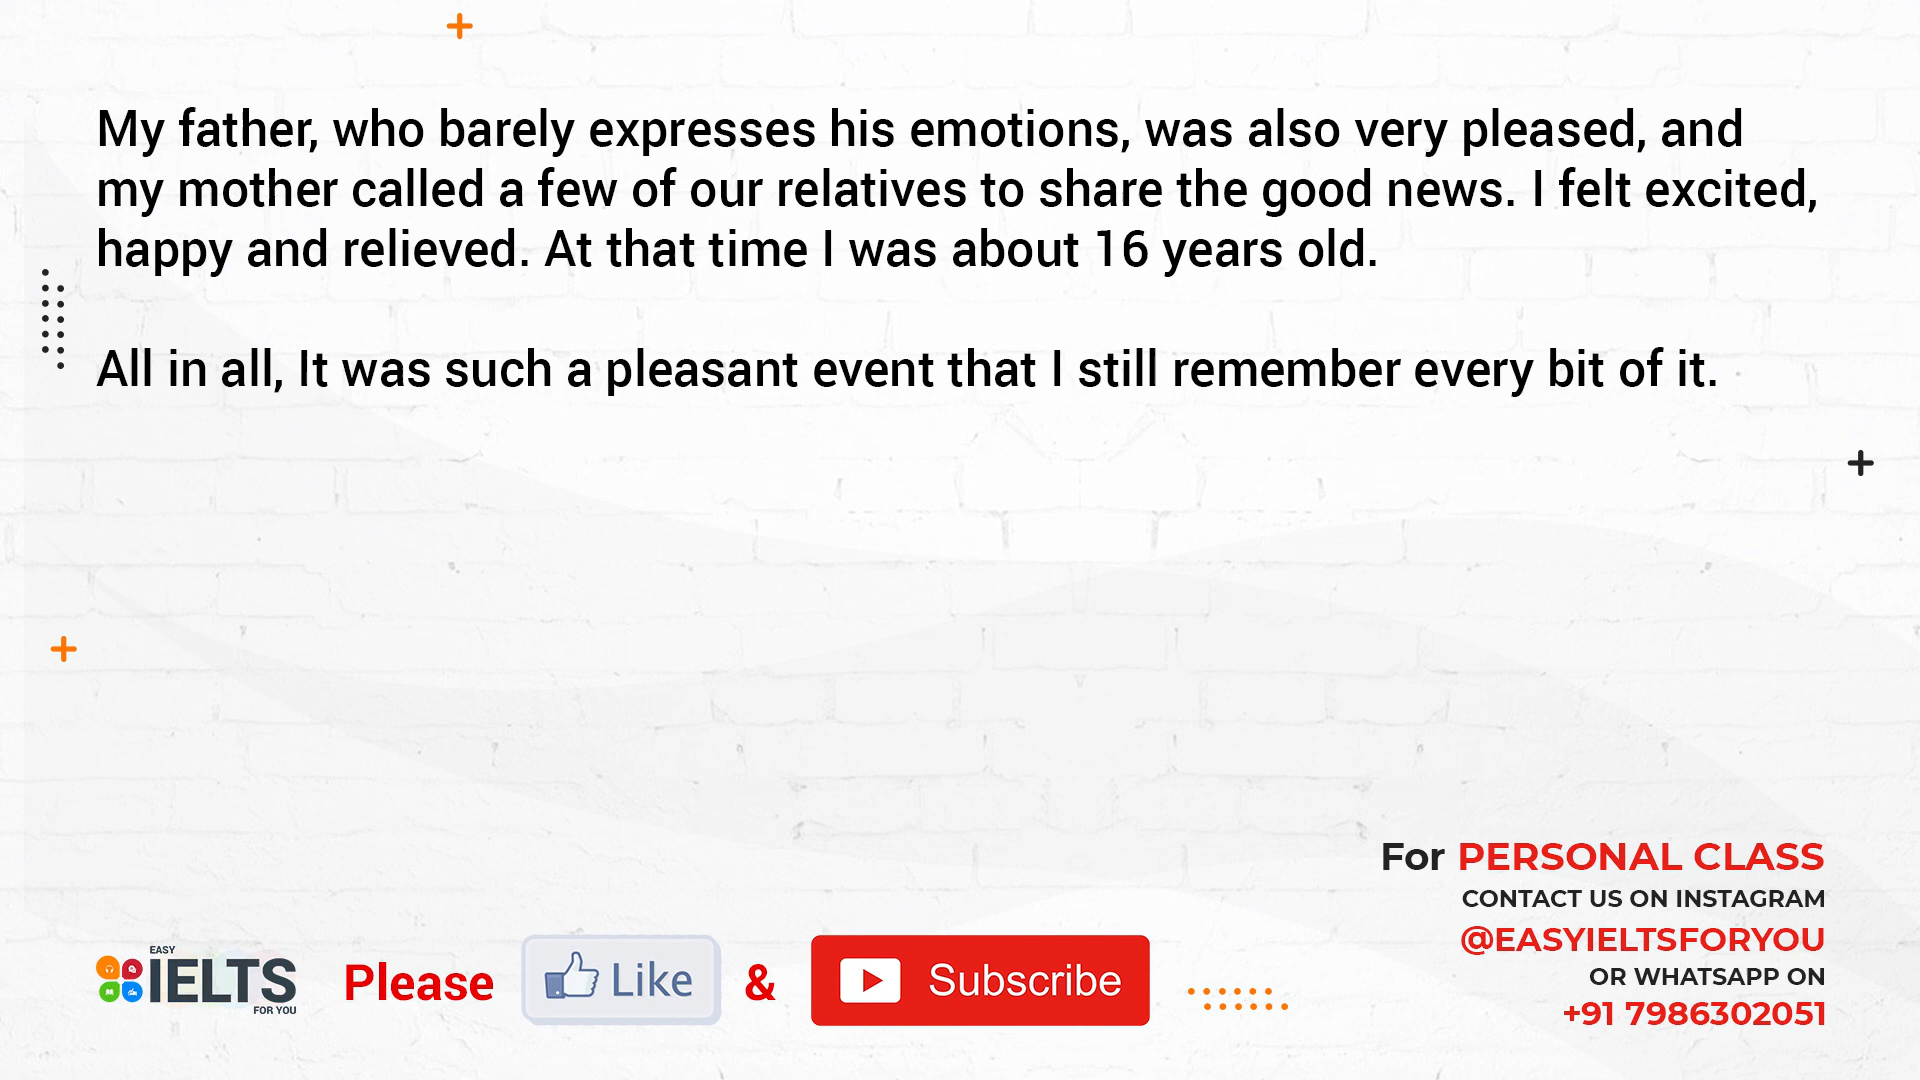 My father, who barely expresses his emotions, was also very pleased, and
my mother called a few of our relatives to share the good news. I felt excited,
happy and relieved. At that time I was about 16 years old.
All in all, It was such a pleasant event that I still remember every bit of it.
For PERSONAL CLASS
CONTACT US ON INSTAGRAM
@EASYIELTSFORYOU
OR WHATSAPP ON
+91 7986302051
EASY
IELTS
FOR YOU
Please Like & Subscribe